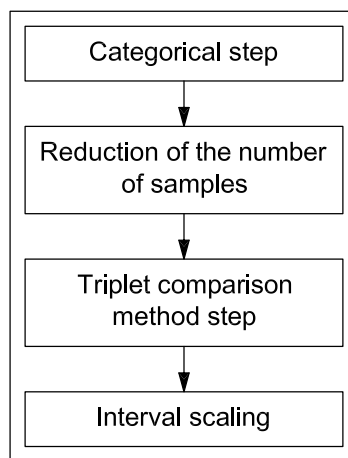 Categorical step
Reduction of the number
of samples
Triplet comparison
method step
Interval scaling